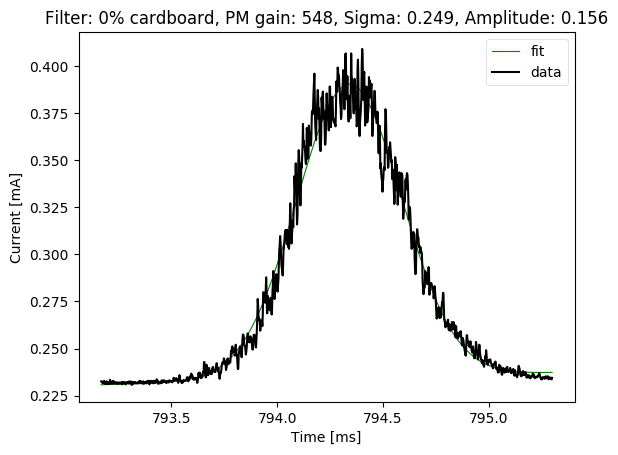 Filter: 0% cardboard, PM gain: 548, Sigma: 0.249, Amplitude: 0.156
fit
data
0.400
0.375
0.350
0.325
0.300
0.275
0.250
0.225
Current [mA]
793.5 794.0 794.5 795.0
Time [ms]